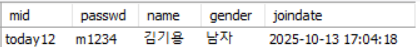 mid passwd name gender joindate
today12 m1234 김기용 남자 2025-10-13 17:04:18